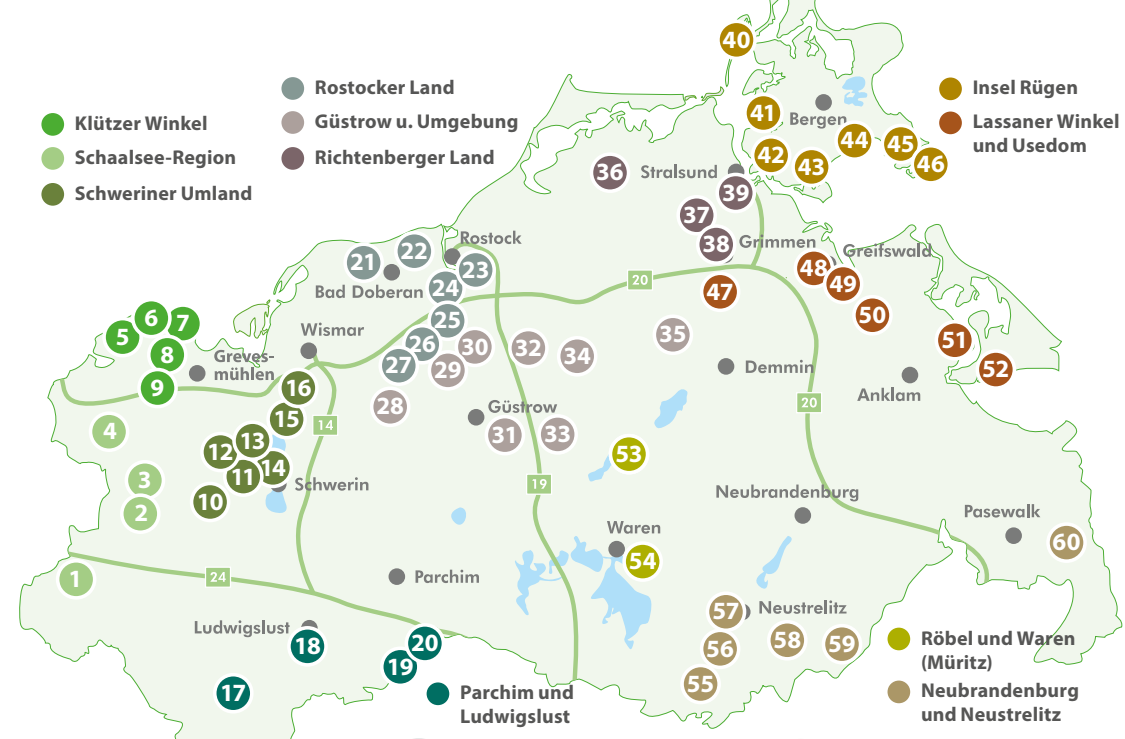 Klützer Winkel
Schaalsee-Region
Schweriner Umland
Rostocker Land
Güstrow u. Umgebung
Richtenberger Land
Insel Rügen
Lassaner Winkel
und Usedom
40
41
Bergen
42
43
44
45
46
36
Stralsund
39
37
38
Grimmen
Greifswald
48
49
47
50
51
52
20
21
22
Rostock
23
Bad Doberan
24
25
26
27
Wismar
5
6
7
8
9
Greves-
mühlen
16
15
14
4
3
2
12
13
11
14
10
Schwerin
28
29
30
32
34
35
Güstrow
31
33
19
Demmin
20
Anklam
53
Neubrandenburg
Pasewalk
60
Waren
54
1
24
Parchim
Ludwigslust
18
17
20
19
57
Neustrelitz
56
58
59
55
Parchim und
Ludwigslust
Röbel und Waren
(Müritz)
Neubrandenburg
und Neustrelitz